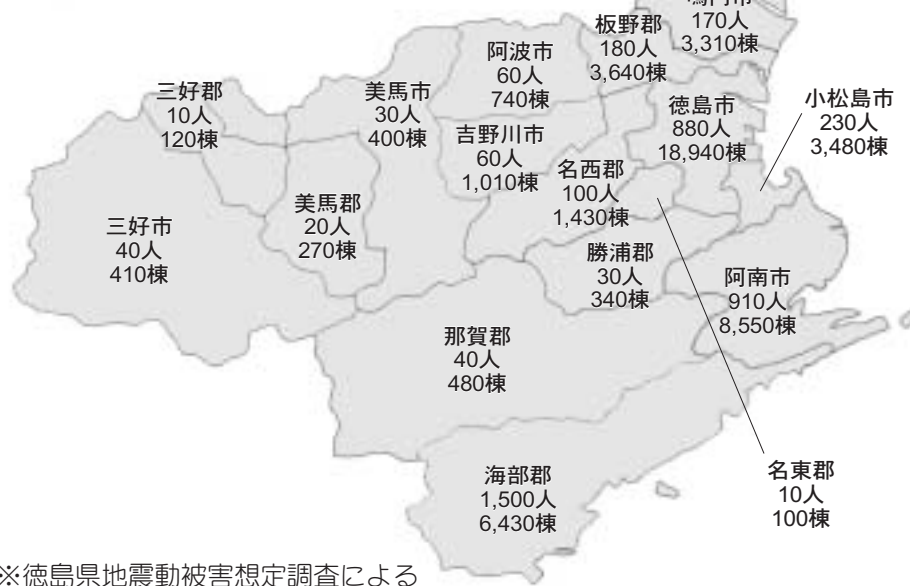 鳴門市
170人
3,310棟
板野郡
180人
3,640棟
阿波市
60人
740棟
三好郡
10人
120棟
美馬市
30人
400棟
徳島市
880人
18,940棟
小松島市
230人
3,480棟
吉野川市
60人
1,010棟
名西郡
100人
1,430棟
美馬郡
20人
270棟
三好市
40人
410棟
勝浦郡
30人
340棟
阿南市
910人
8,550棟
那賀郡
40人
480棟
海部郡
1,500人
6,430棟
名東郡
10人
100棟
※徳島県地震動被害想定調査による